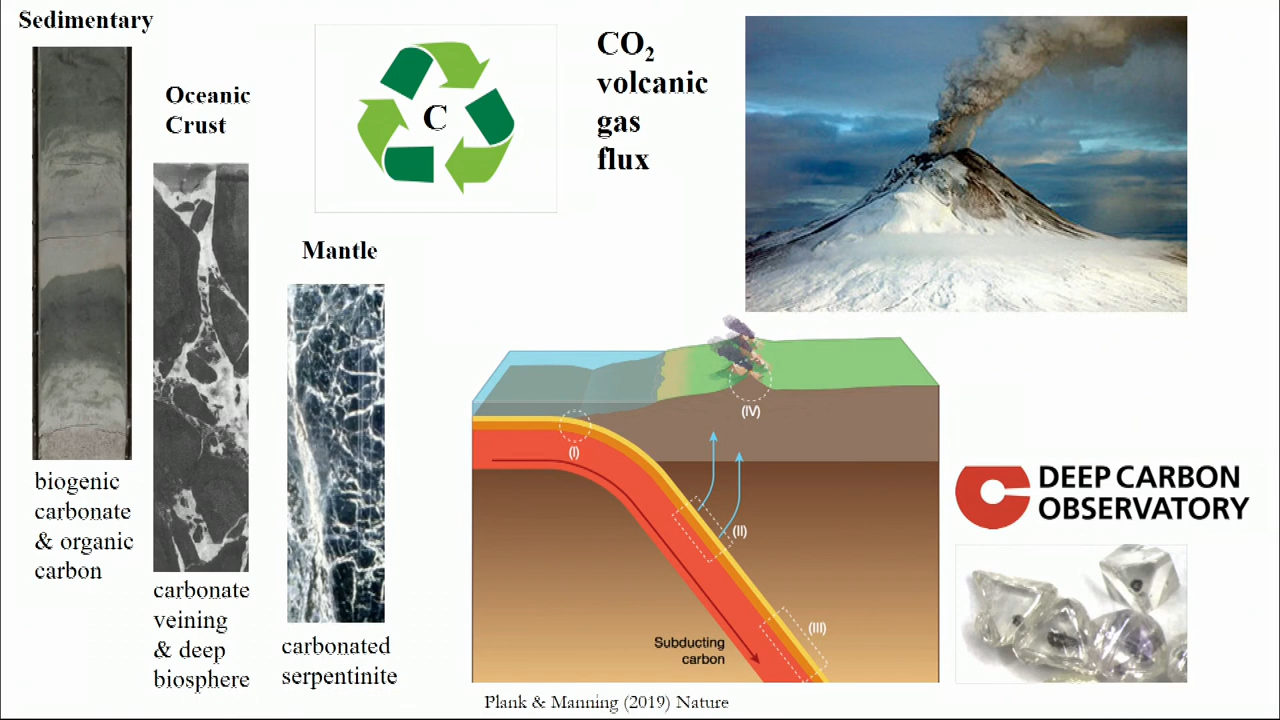 Sedimentary
biogenic
carbonate
& organic
carbon
Oceanic
Crust
carbonate
veining
& deep
biosphere
Mantle
carbonated
serpentinite
C
CO₂
volcanic
gas
flux
(I)
(II)
(III)
(IV)
Subducting
carbon
Plank & Manning (2019) Nature
DEEP CARBON
OBSERVATORY